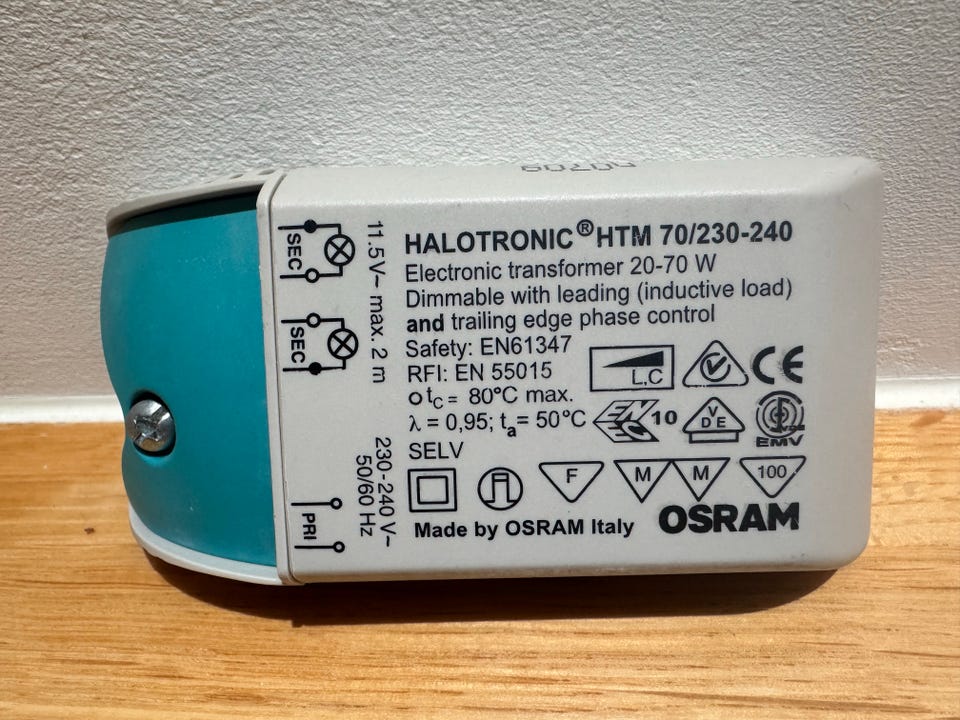 HALOTRONIC® HTM 70/230-240
Electronic transformer 20-70 W
Dimmable with leading (inductive load)
and trailing edge phase control
Safety: EN61347
RFI: EN 55015
tc = 80°C max.
λ = 0,95; ta = 50°C
SELV
L,C
CE
ENEC 10
VDE
VDE
EMV
F
M
M
100
Made by OSRAM Italy
OSRAM
SEC
SEC
11.5V~ max. 2 m
PRI
230-240 V~
50/60 Hz